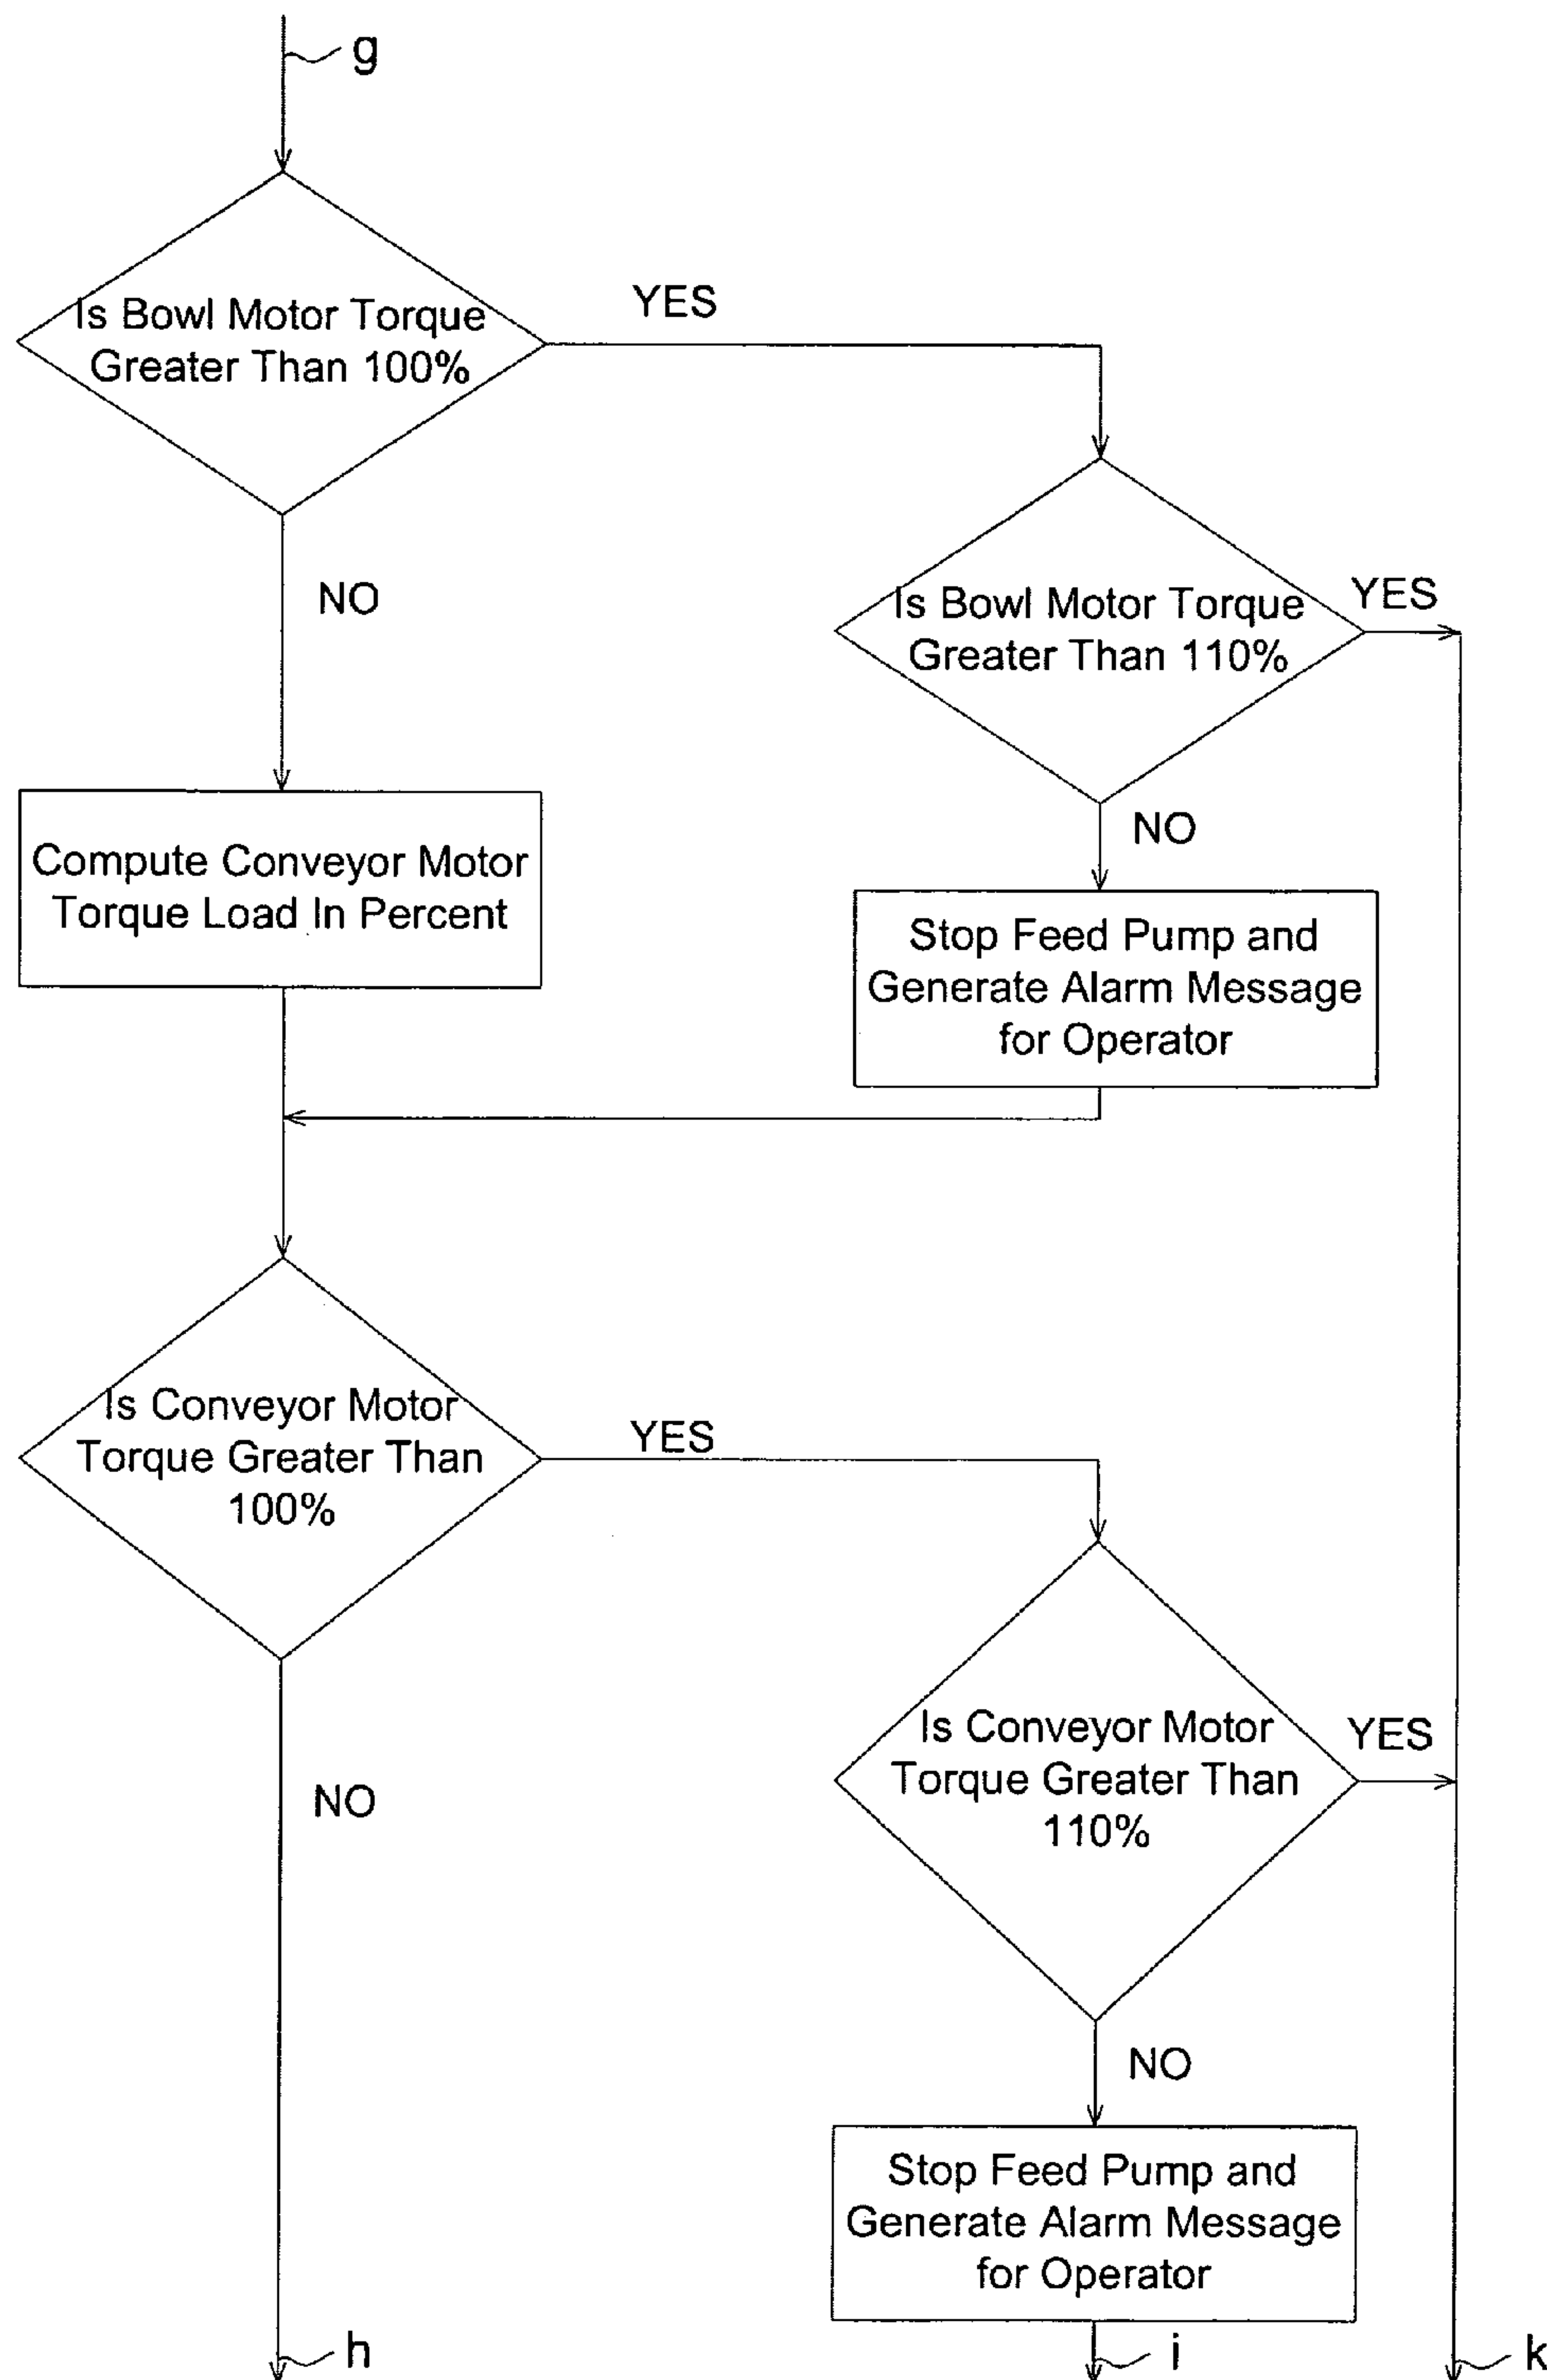 g
Is Bowl Motor Torque
Greater Than 100%
YES
NO
Is Bowl Motor Torque
Greater Than 110%
YES
NO
Compute Conveyor Motor
Torque Load In Percent
Stop Feed Pump and
Generate Alarm Message
for Operator
Is Conveyor Motor
Torque Greater Than
100%
YES
NO
Is Conveyor Motor
Torque Greater Than
110%
YES
NO
Stop Feed Pump and
Generate Alarm Message
for Operator
h
i
k